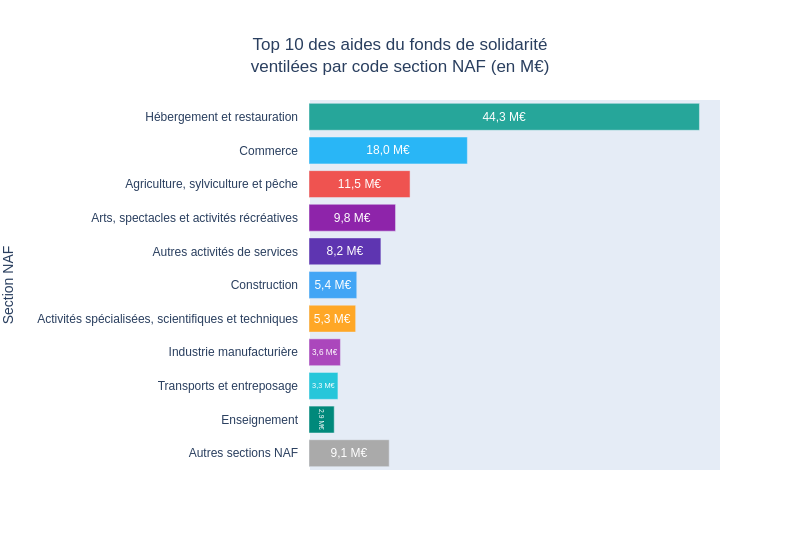 Top 10 des aides du fonds de solidarité
ventilées par code section NAF (en M€)
Section NAF
Hébergement et restauration 44,3 M€
Commerce 18,0 M€
Agriculture, sylviculture et pêche 11,5 M€
Arts, spectacles et activités récréatives 9,8 M€
Autres activités de services 8,2 M€
Construction 5,4 M€
Activités spécialisées, scientifiques et techniques 5,3 M€
Industrie manufacturière 3,6 M€
Transports et entreposage 3,3 M€
Enseignement 2,9 M€
Autres sections NAF 9,1 M€